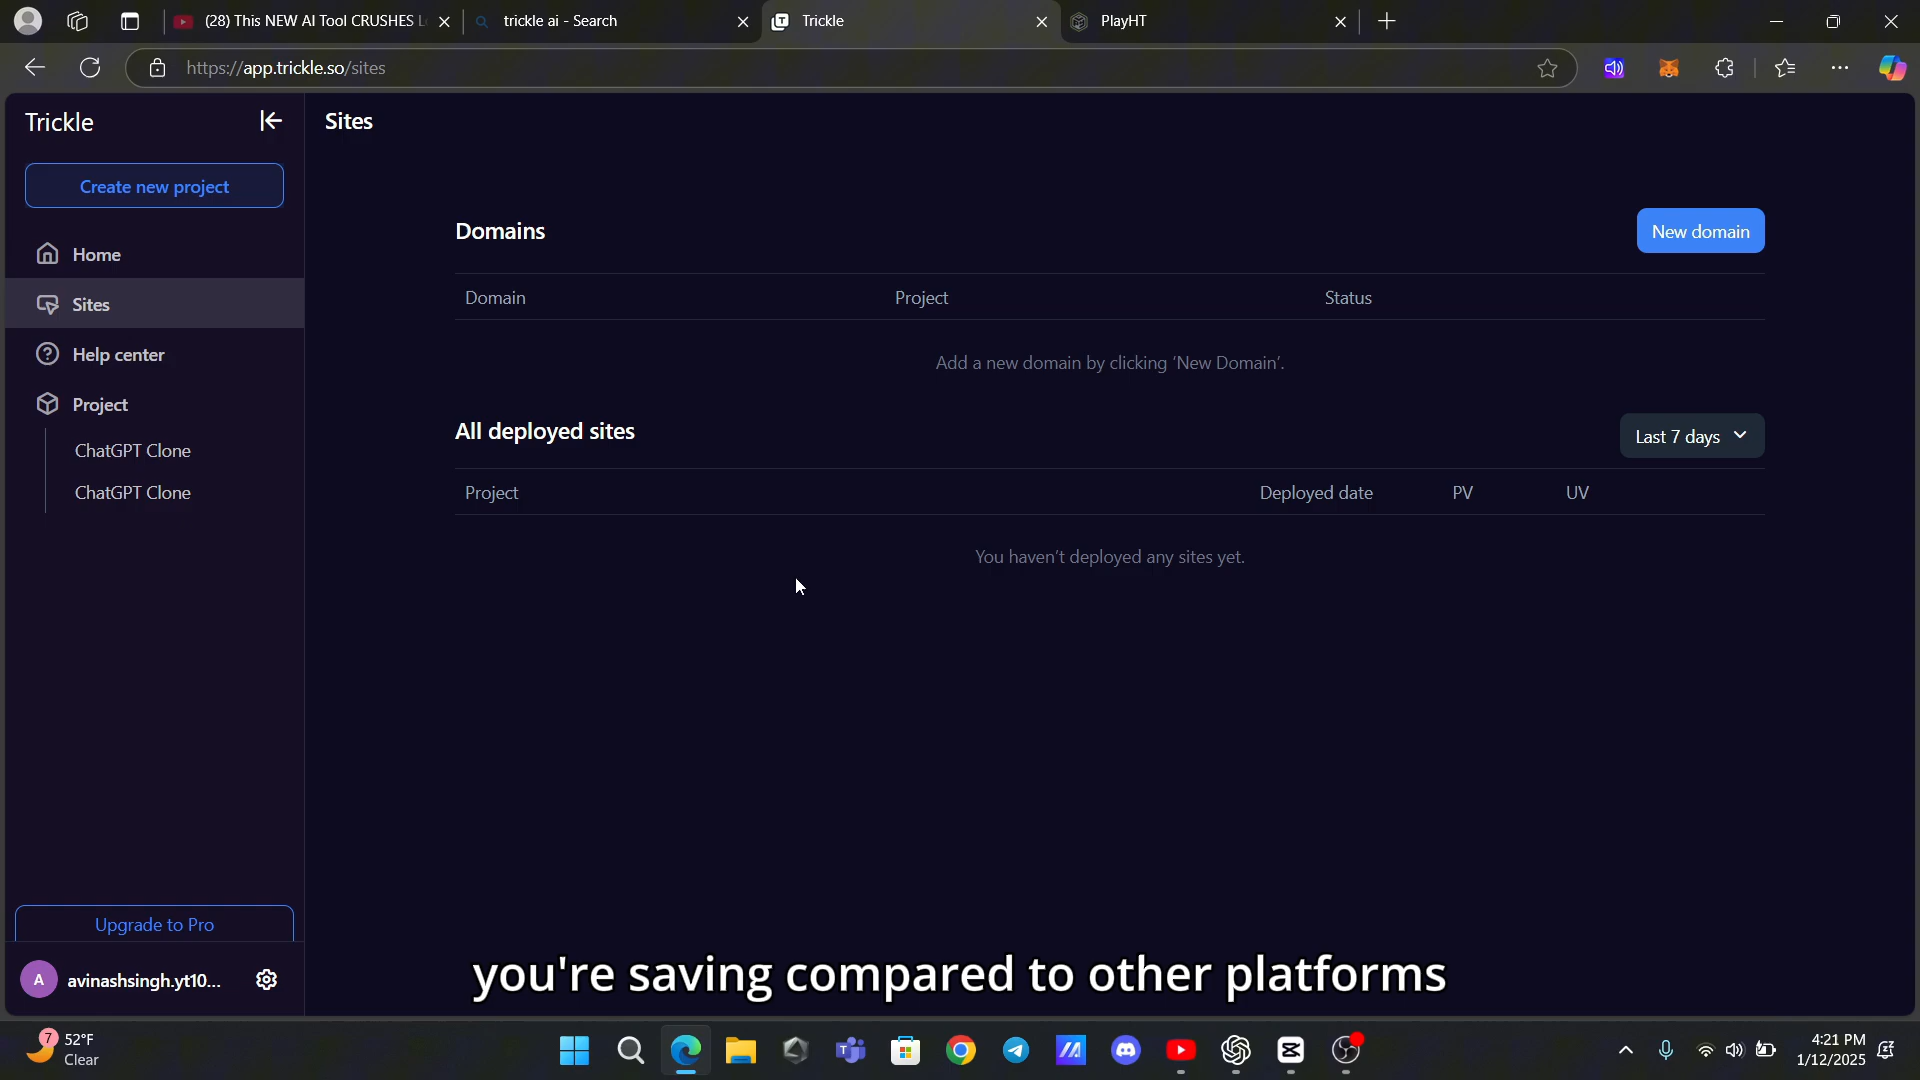 (28) This NEW AI Tool CRUSHES L
trickle ai - Search
Trickle
PlayHT
https://app.trickle.so/sites
Trickle
Sites
Create new project
Home
Sites
Help center
Project
ChatGPT Clone
ChatGPT Clone
Domains
New domain
Domain
Project
Status
Add a new domain by clicking 'New Domain'.
All deployed sites
Last 7 days
Project
Deployed date
PV
UV
You haven't deployed any sites yet.
Upgrade to Pro
A
avinashsingh.yt10...
you're saving compared to other platforms
7
52°F
Clear
4:21 PM
1/12/2025